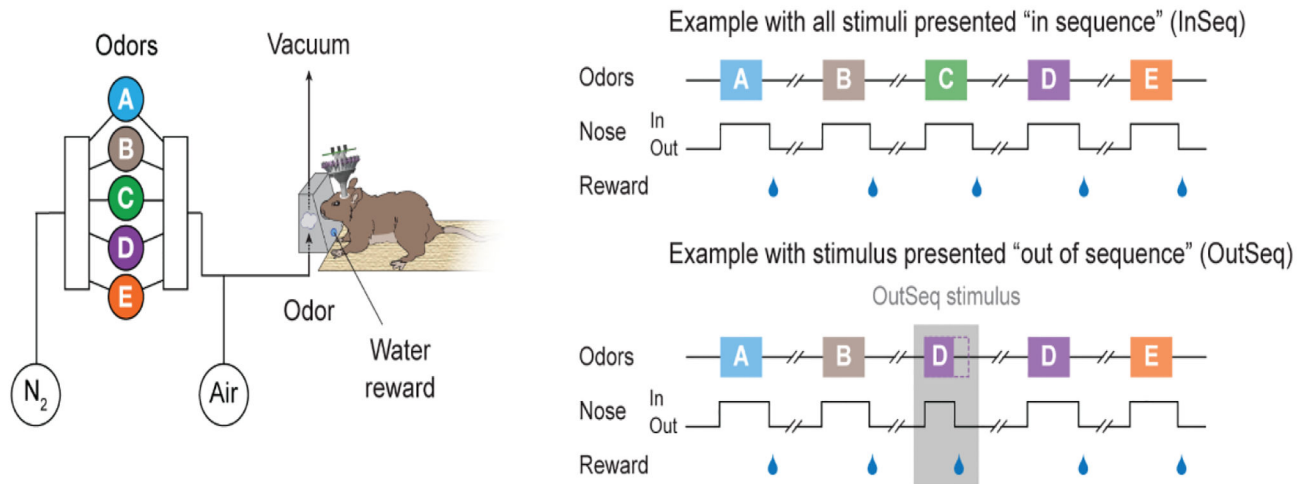 Odors
A
B
C
D
E
N2
Air
Vacuum
Odor
Water
reward
Example with all stimuli presented “in sequence” (InSeq)
Odors A B C D E
Nose In
Out
Reward
Example with stimulus presented “out of sequence” (OutSeq)
OutSeq stimulus
Odors A B D D E
Nose In
Out
Reward